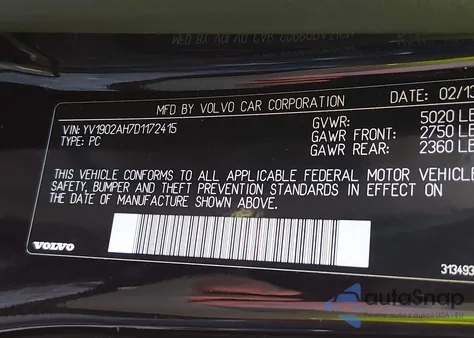 MFD BY VOLVO CAR CORPORATION DATE: 02/13
VIN: YV1902AH7D1172415 GVWR: 5020 LB
TYPE: PC GAWR FRONT: 2750 LB
GAWR REAR: 2360 LB
THIS VEHICLE CONFORMS TO ALL APPLICABLE FEDERAL MOTOR VEHICLE
SAFETY, BUMPER AND THEFT PREVENTION STANDARDS IN EFFECT ON
THE DATE OF MANUFACTURE SHOWN ABOVE.
VOLVO
313493
autoSnap